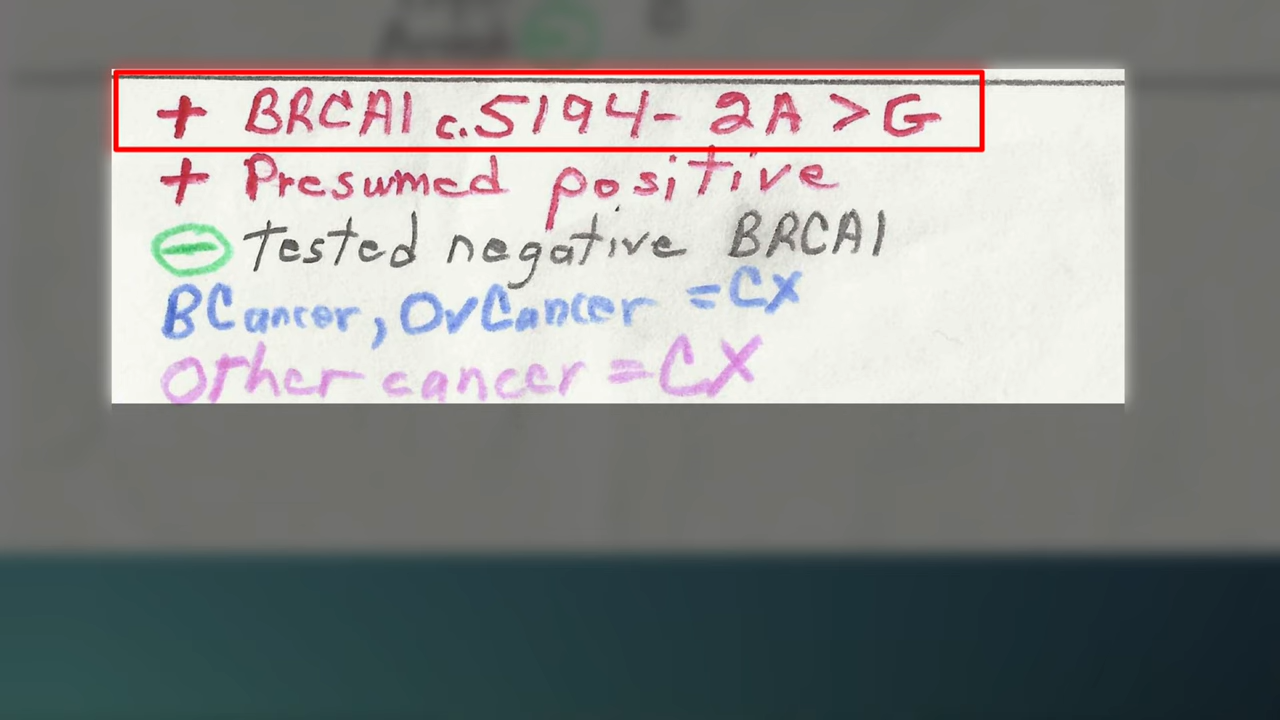 + BRCA1 c.5194-2A>G
+ Presumed positive
⊖ Tested negative BRCA1
BCancer, OvCancer = CX
Other cancer = CX